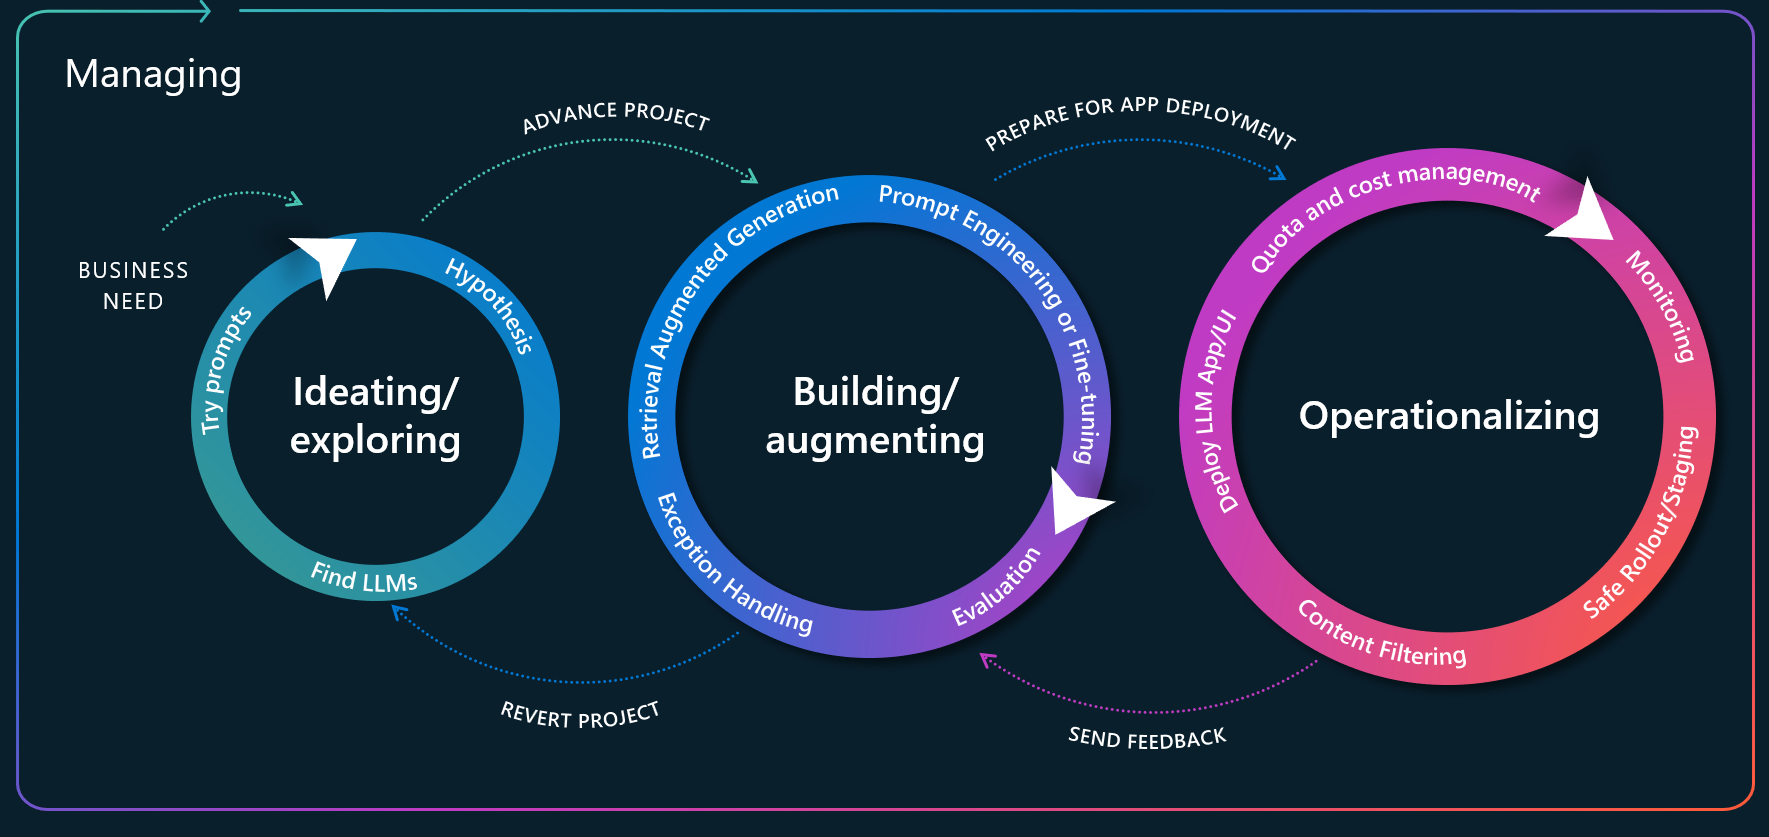 Managing
BUSINESS
NEED
ADVANCE PROJECT
PREPARE FOR APP DEPLOYMENT
Try prompts
Hypothesis
Find LLMs
Ideating/
exploring
Retrieval Augmented Generation
Prompt Engineering or Fine-tuning
Exception Handling
Evaluation
Building/
augmenting
Quota and cost management
Monitoring
Deploy LLM App/UI
Safe Rollout/Staging
Content Filtering
Operationalizing
REVERT PROJECT
SEND FEEDBACK